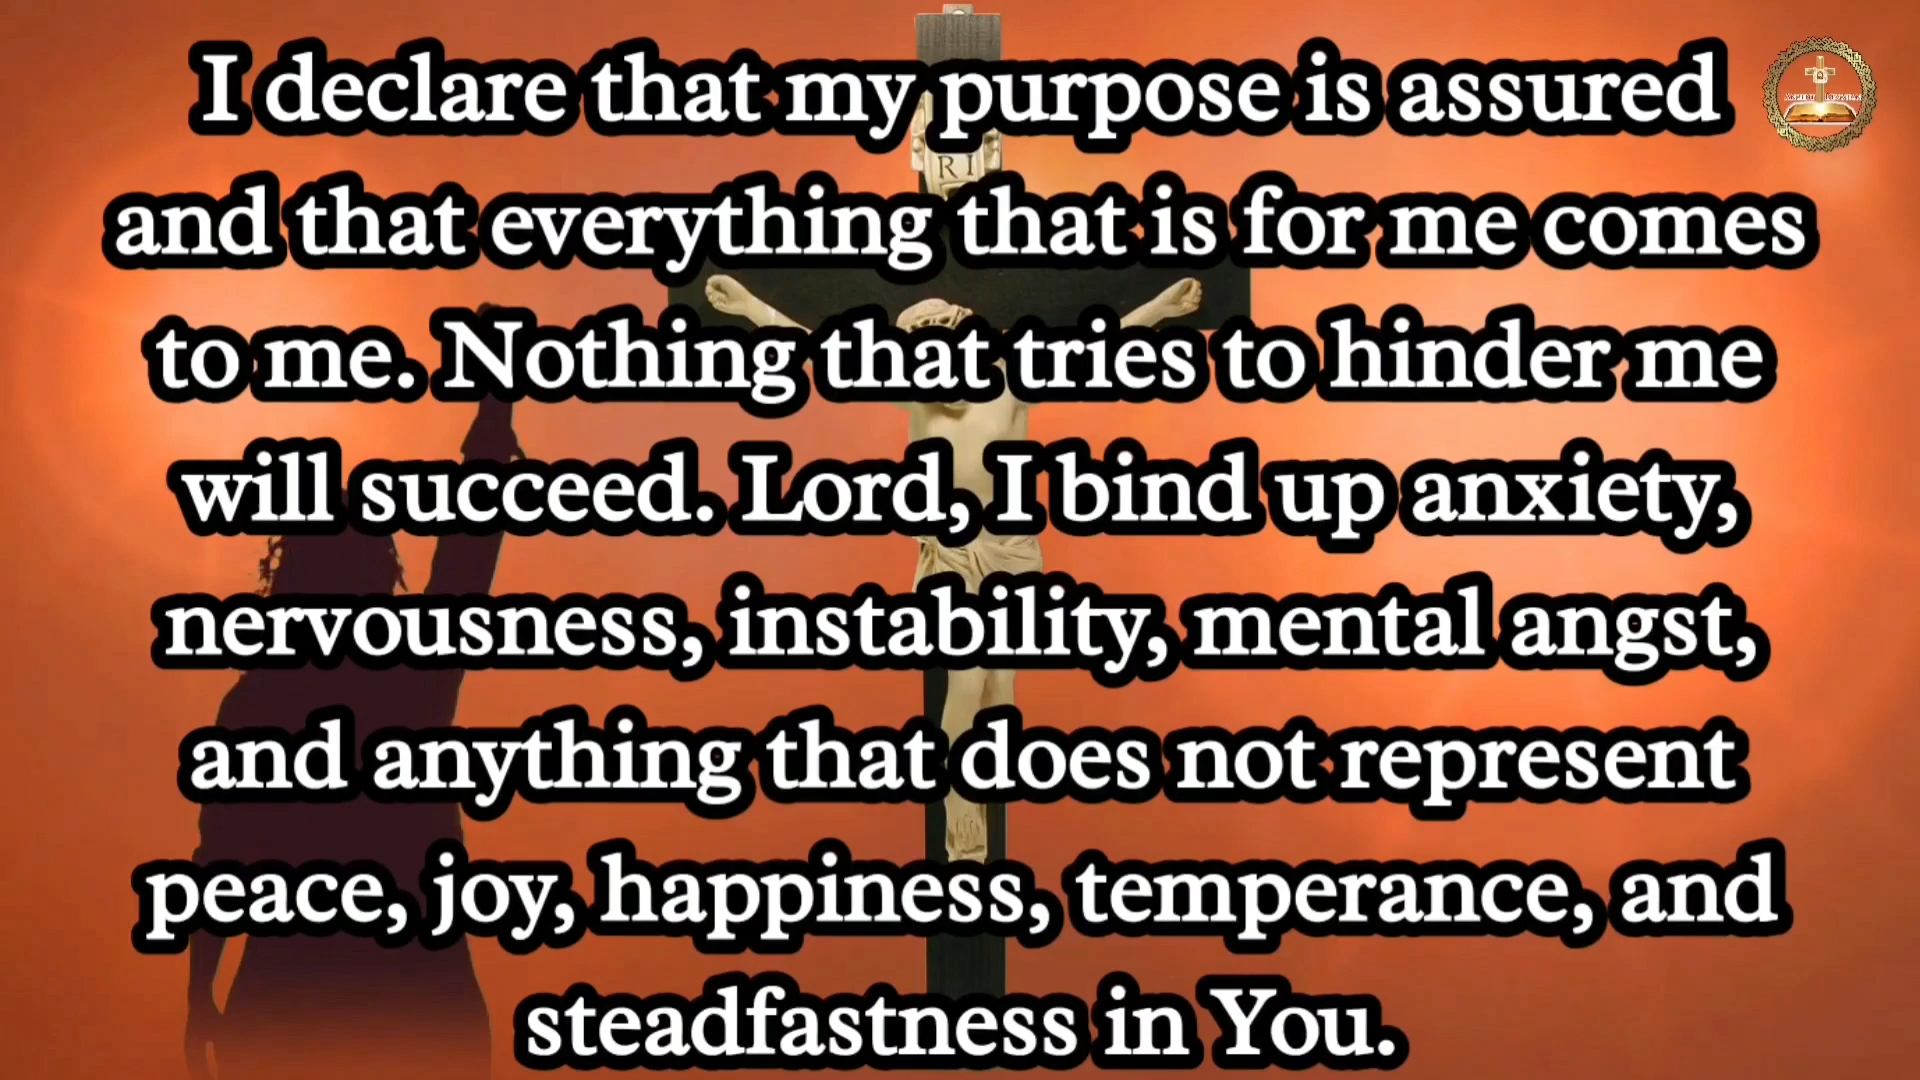 I declare that my purpose is assured
and that everything that is for me comes
to me. Nothing that tries to hinder me
will succeed. Lord, I bind up anxiety,
nervousness, instability, mental angst,
and anything that does not represent
peace, joy, happiness, temperance, and
steadfastness in You.
RI